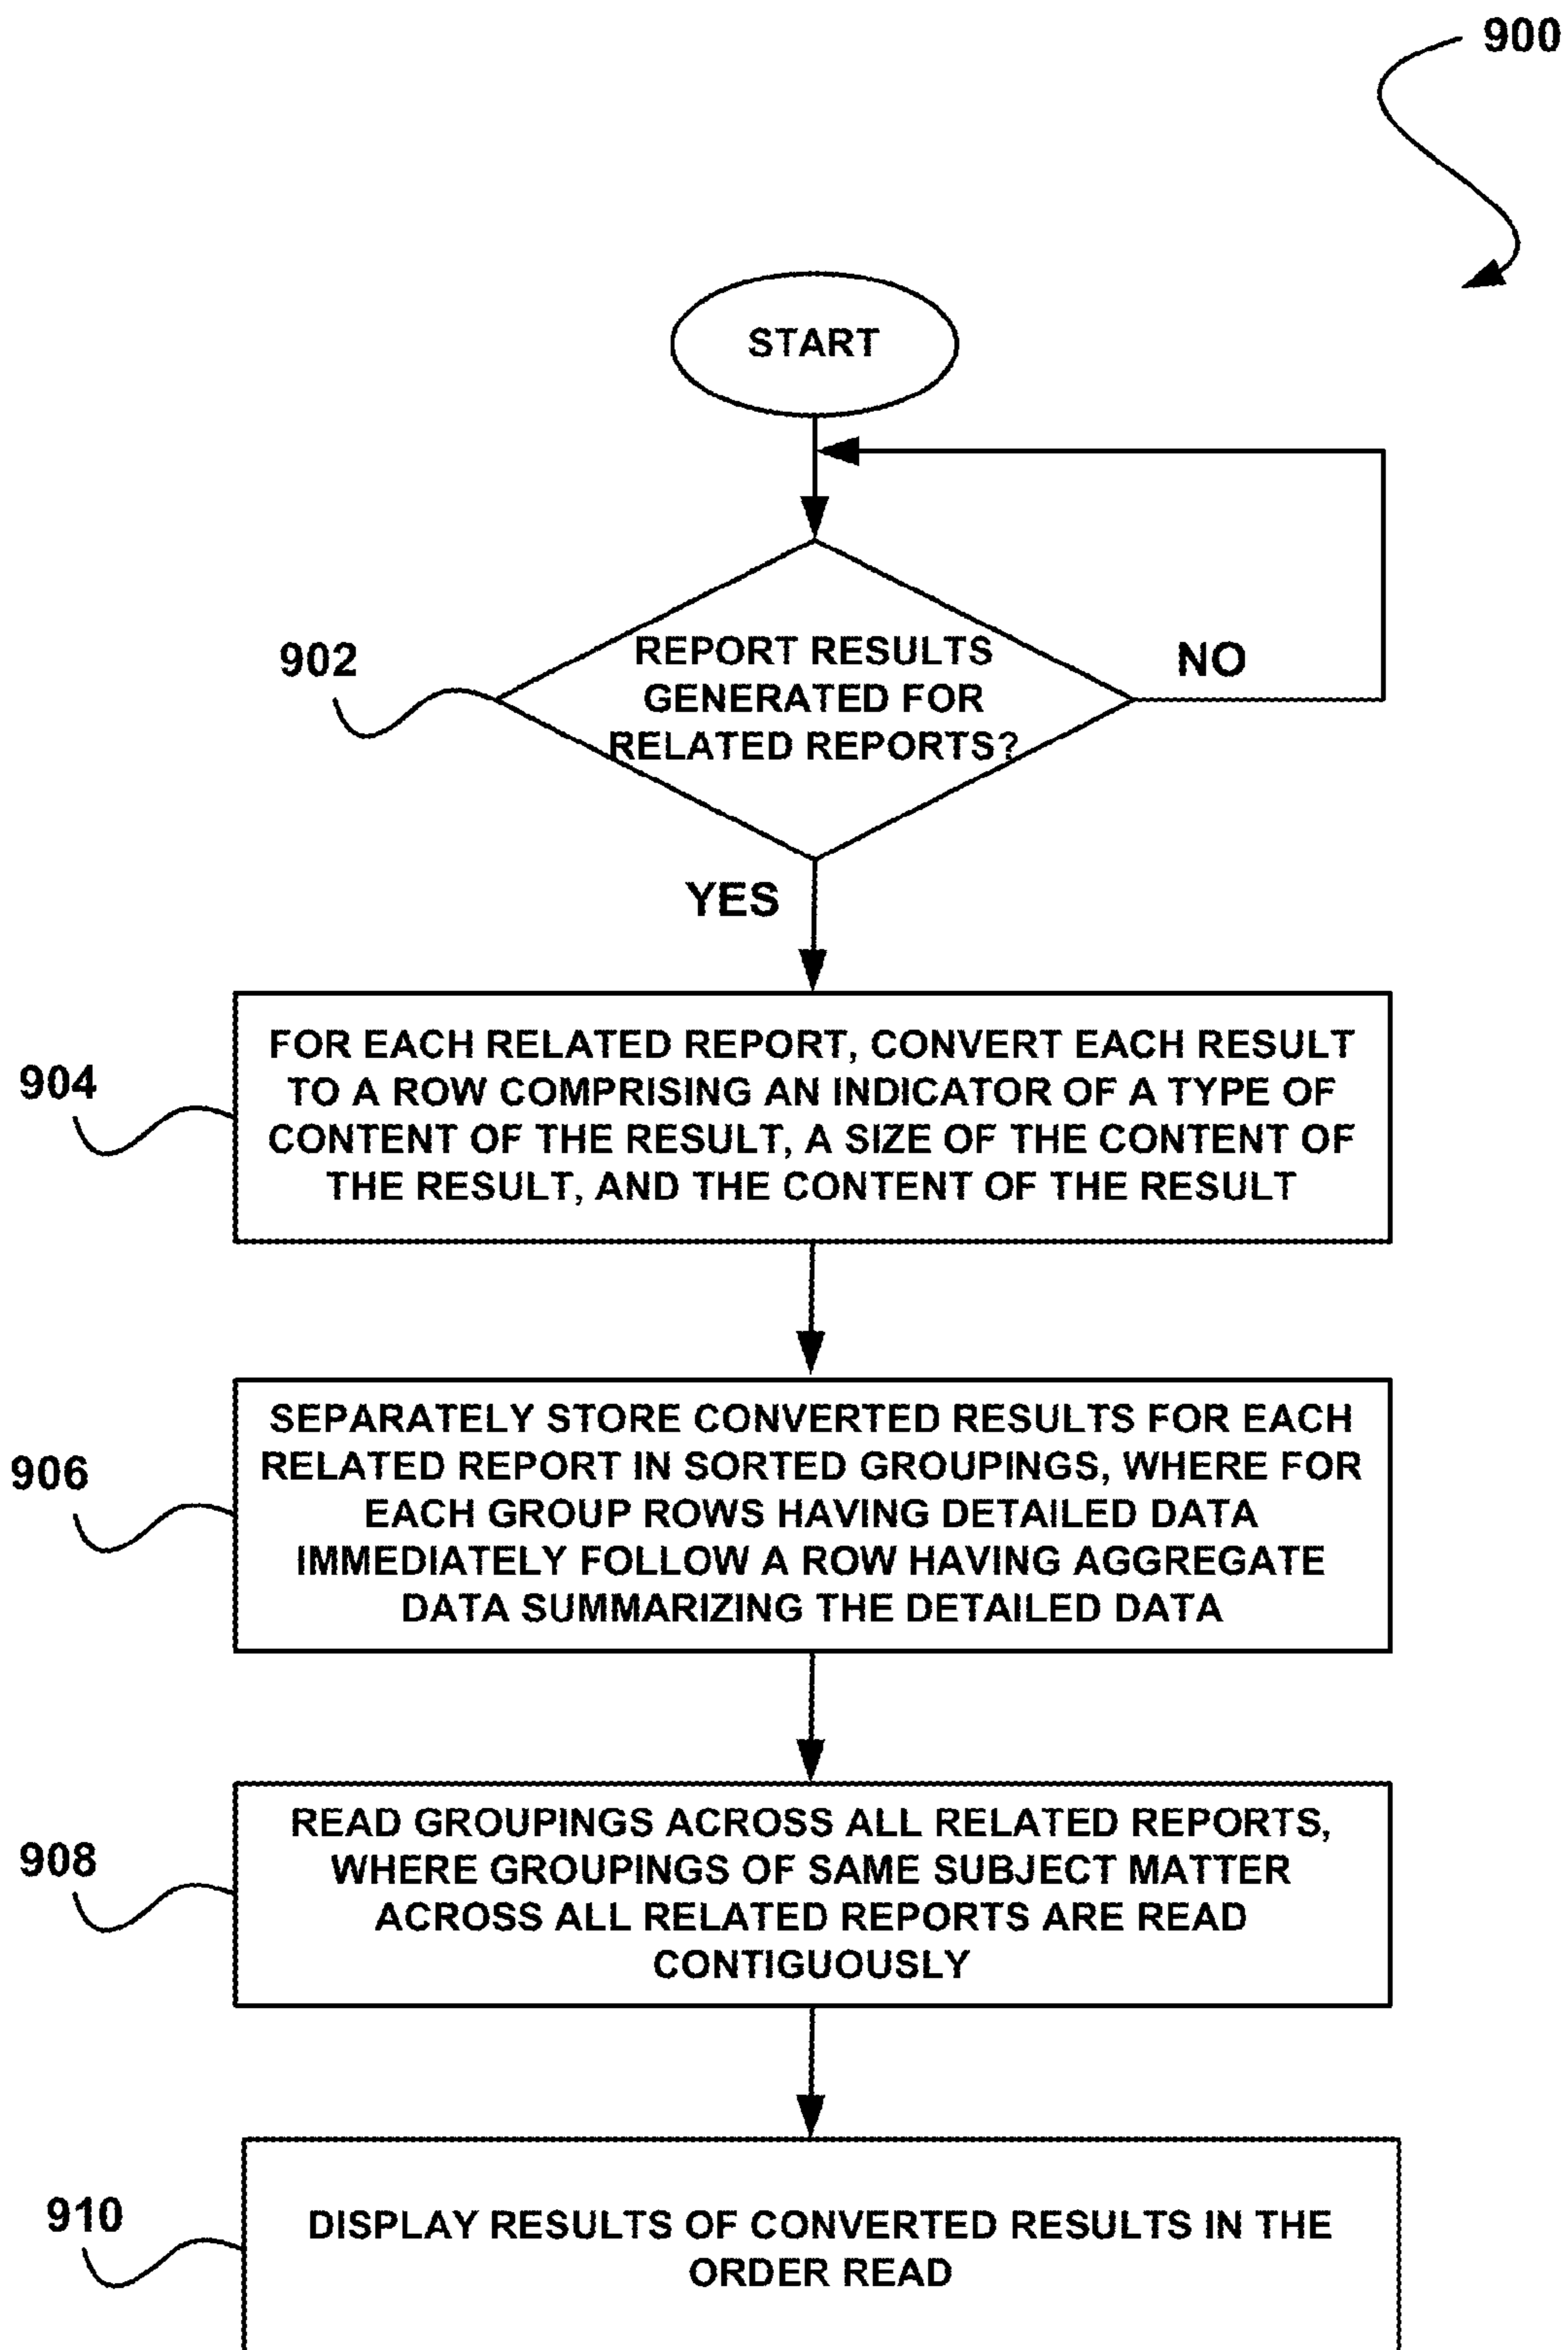 900
START
902
REPORT RESULTS
GENERATED FOR
RELATED REPORTS?
NO
YES
904
FOR EACH RELATED REPORT, CONVERT EACH RESULT
TO A ROW COMPRISING AN INDICATOR OF A TYPE OF
CONTENT OF THE RESULT, A SIZE OF THE CONTENT OF
THE RESULT, AND THE CONTENT OF THE RESULT
906
SEPARATELY STORE CONVERTED RESULTS FOR EACH
RELATED REPORT IN SORTED GROUPINGS, WHERE FOR
EACH GROUP ROWS HAVING DETAILED DATA
IMMEDIATELY FOLLOW A ROW HAVING AGGREGATE
DATA SUMMARIZING THE DETAILED DATA
908
READ GROUPINGS ACROSS ALL RELATED REPORTS,
WHERE GROUPINGS OF SAME SUBJECT MATTER
ACROSS ALL RELATED REPORTS ARE READ
CONTIGUOUSLY
910
DISPLAY RESULTS OF CONVERTED RESULTS IN THE
ORDER READ